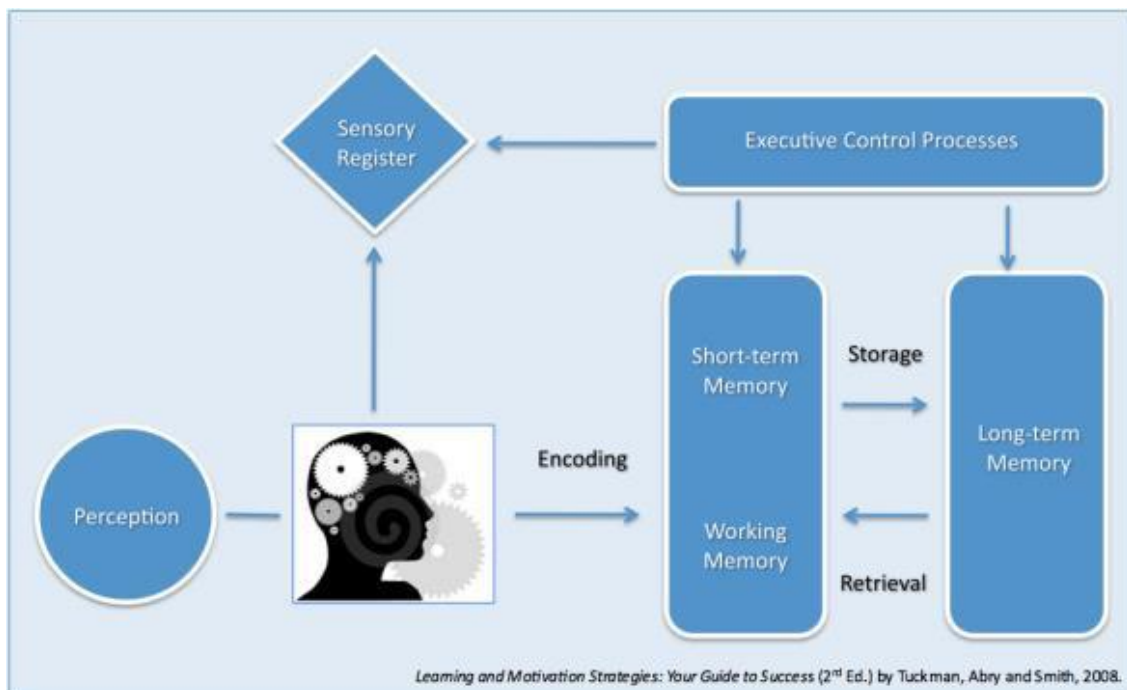 Sensory
Register
Executive Control Processes
Short-term
Memory
Storage
Long-term
Memory
Encoding
Perception
Working
Memory
Retrieval
Learning and Motivation Strategies: Your Guide to Success (2nd Ed.) by Tuckman, Abry and Smith, 2008.